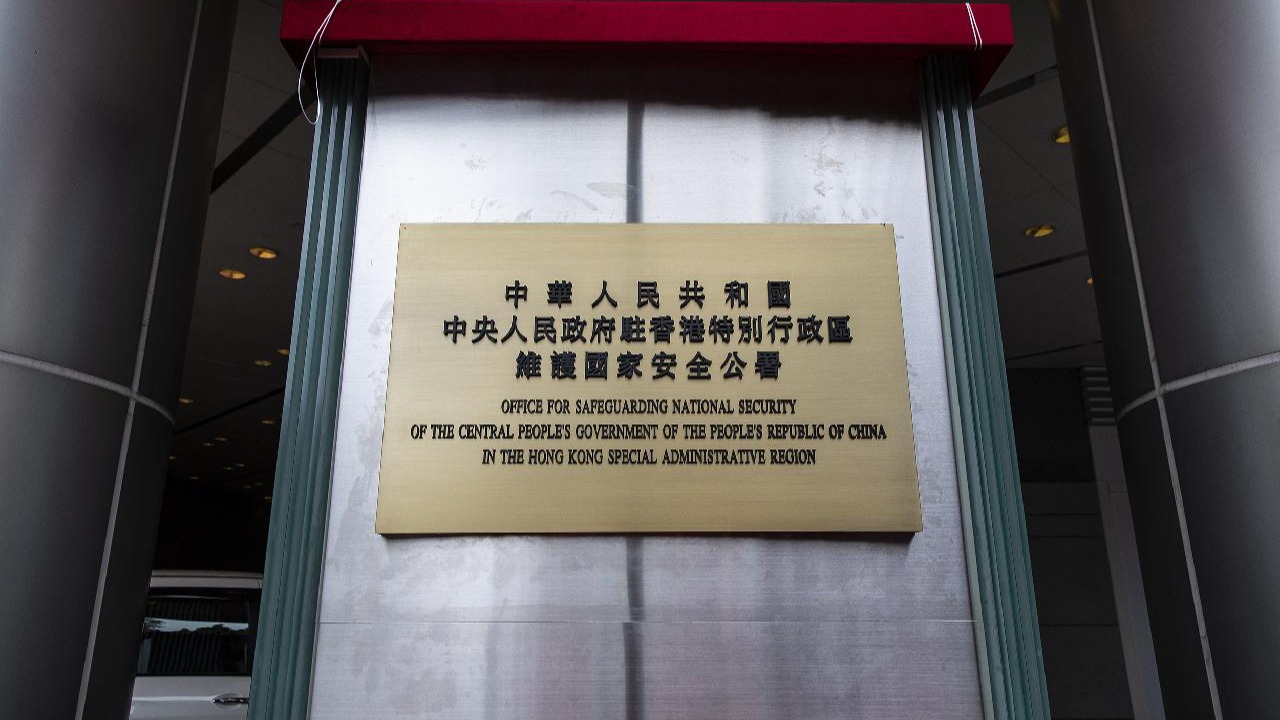 中華人民共和國
中央人民政府駐香港特別行政區
維護國家安全公署
OFFICE FOR SAFEGUARDING NATIONAL SECURITY
OF THE CENTRAL PEOPLE'S GOVERNMENT OF THE PEOPLE'S REPUBLIC OF CHINA
IN THE HONG KONG SPECIAL ADMINISTRATIVE REGION